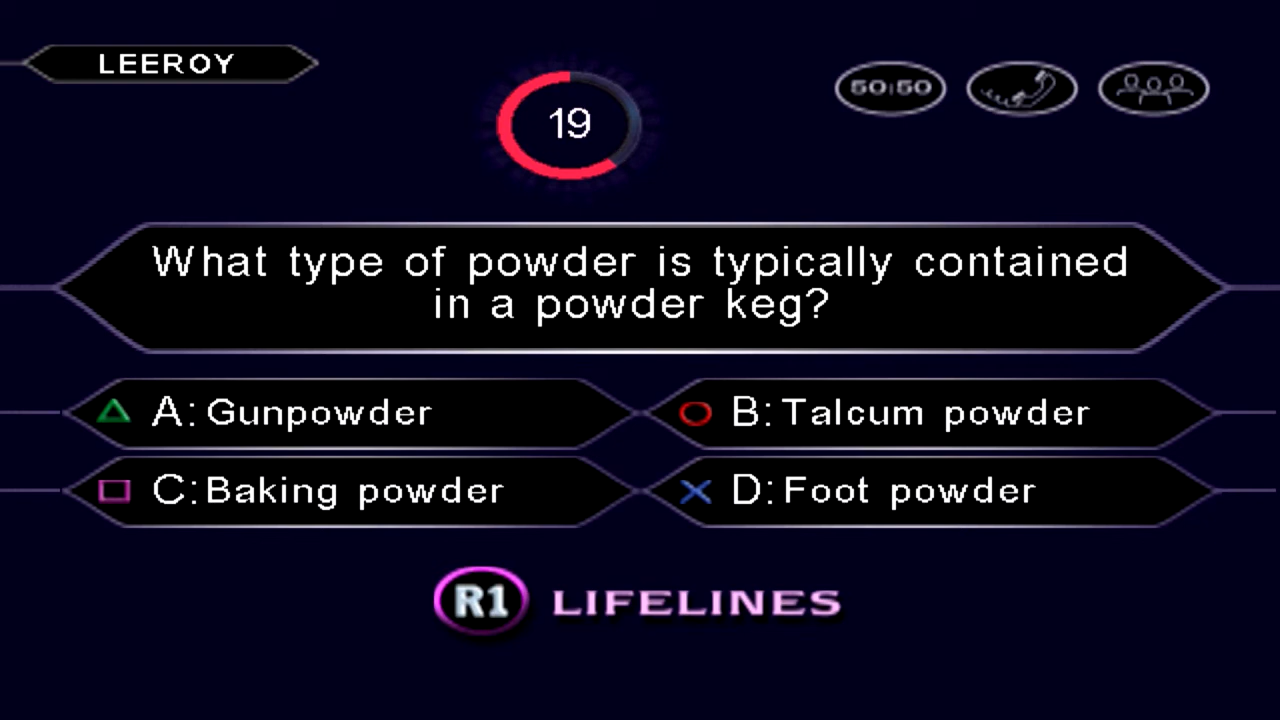 LEEROY
19
50:50
What type of powder is typically contained
in a powder keg?
A: Gunpowder
B: Talcum powder
C: Baking powder
D: Foot powder
R1 LIFELINES